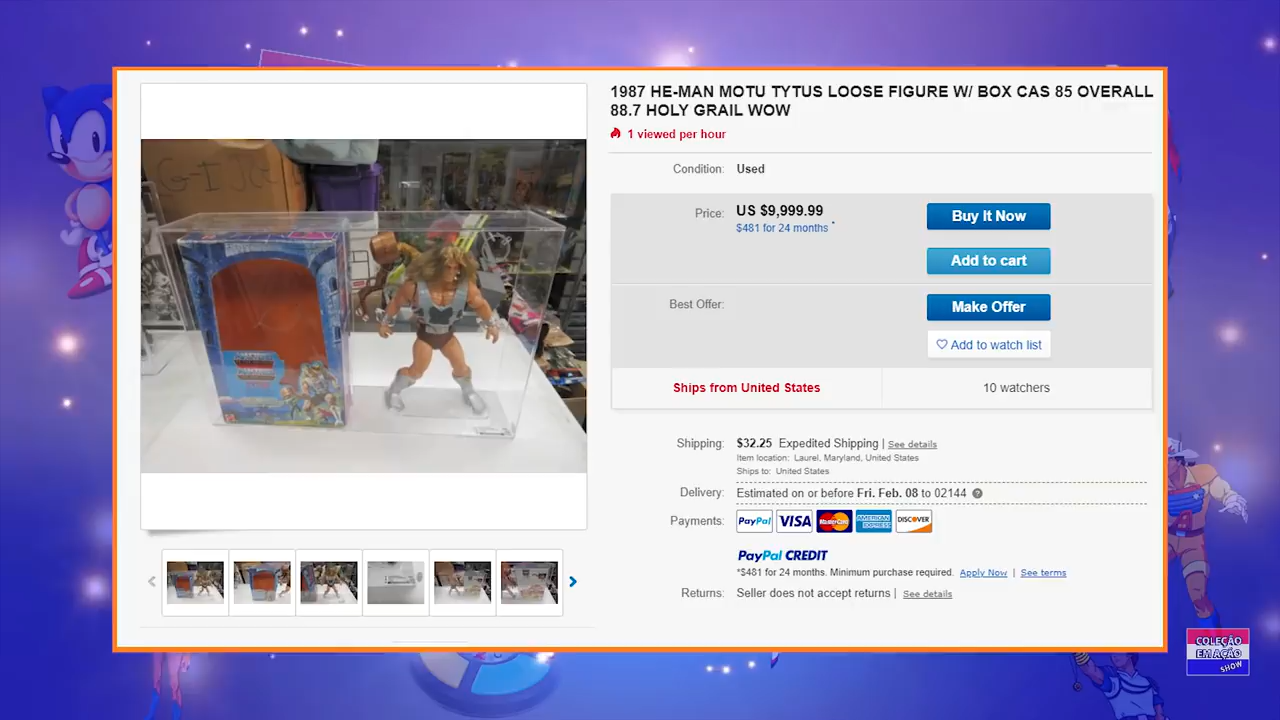 1987 HE-MAN MOTU TYTUS LOOSE FIGURE W/ BOX CAS 85 OVERALL
88.7 HOLY GRAIL WOW
1 viewed per hour
Condition: Used
Price: US $9,999.99
$481 for 24 months *
Buy It Now
Add to cart
Best Offer:
Make Offer
Add to watch list
Ships from United States
10 watchers
Shipping: $32.25 Expedited Shipping | See details
Item location: Laurel, Maryland, United States
Ships to: United States
Delivery: Estimated on or before Fri. Feb. 08 to 02144
Payments: PayPal VISA MasterCard AMERICAN EXPRESS DISCOVER
PayPal CREDIT
*$481 for 24 months. Minimum purchase required. Apply Now | See terms
Returns: Seller does not accept returns | See details
COLEÇÃO
EM AÇÃO
SHOW